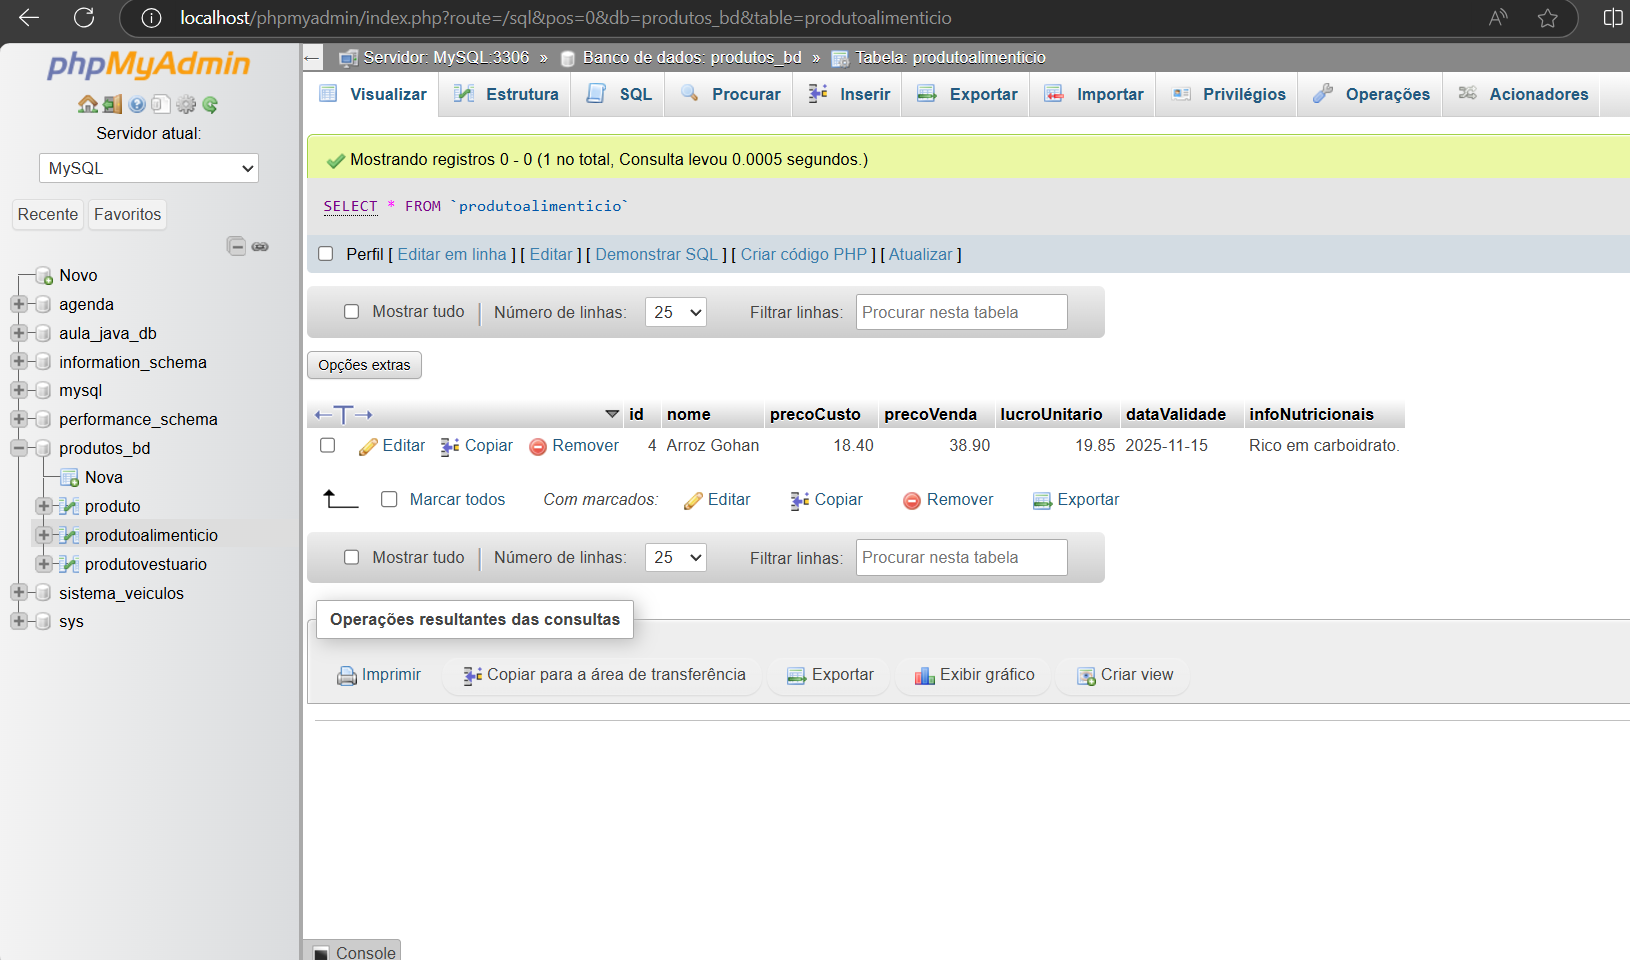 localhost/phpmyadmin/index.php?route=/sql&pos=0&db=produtos_bd&table=produtoalimenticio
phpMyAdmin
Servidor atual:
MySQL
Recente Favoritos
Novo
agenda
aula_java_db
information_schema
mysql
performance_schema
produtos_bd
Nova
produto
produtoalimenticio
produtovestuario
sistema_veiculos
sys
Servidor: MySQL:3306 » Banco de dados: produtos_bd » Tabela: produtoalimenticio
Visualizar Estrutura SQL Procurar Inserir Exportar Importar Privilégios Operações Acionadores
Mostrando registros 0 - 0 (1 no total, Consulta levou 0.0005 segundos.)
SELECT * FROM `produtoalimenticio`
Perfil [ Editar em linha ] [ Editar ] [ Demonstrar SQL ] [ Criar código PHP ] [ Atualizar ]
Mostrar tudo Número de linhas: 25 Filtrar linhas: Procurar nesta tabela
Opções extras
←T→ id nome precoCusto precoVenda lucroUnitario dataValidade infoNutricionais
Editar Copiar Remover 4 Arroz Gohan 18.40 38.90 19.85 2025-11-15 Rico em carboidrato.
Marcar todos Com marcados: Editar Copiar Remover Exportar
Mostrar tudo Número de linhas: 25 Filtrar linhas: Procurar nesta tabela
Operações resultantes das consultas
Imprimir Copiar para a área de transferência Exportar Exibir gráfico Criar view
Console